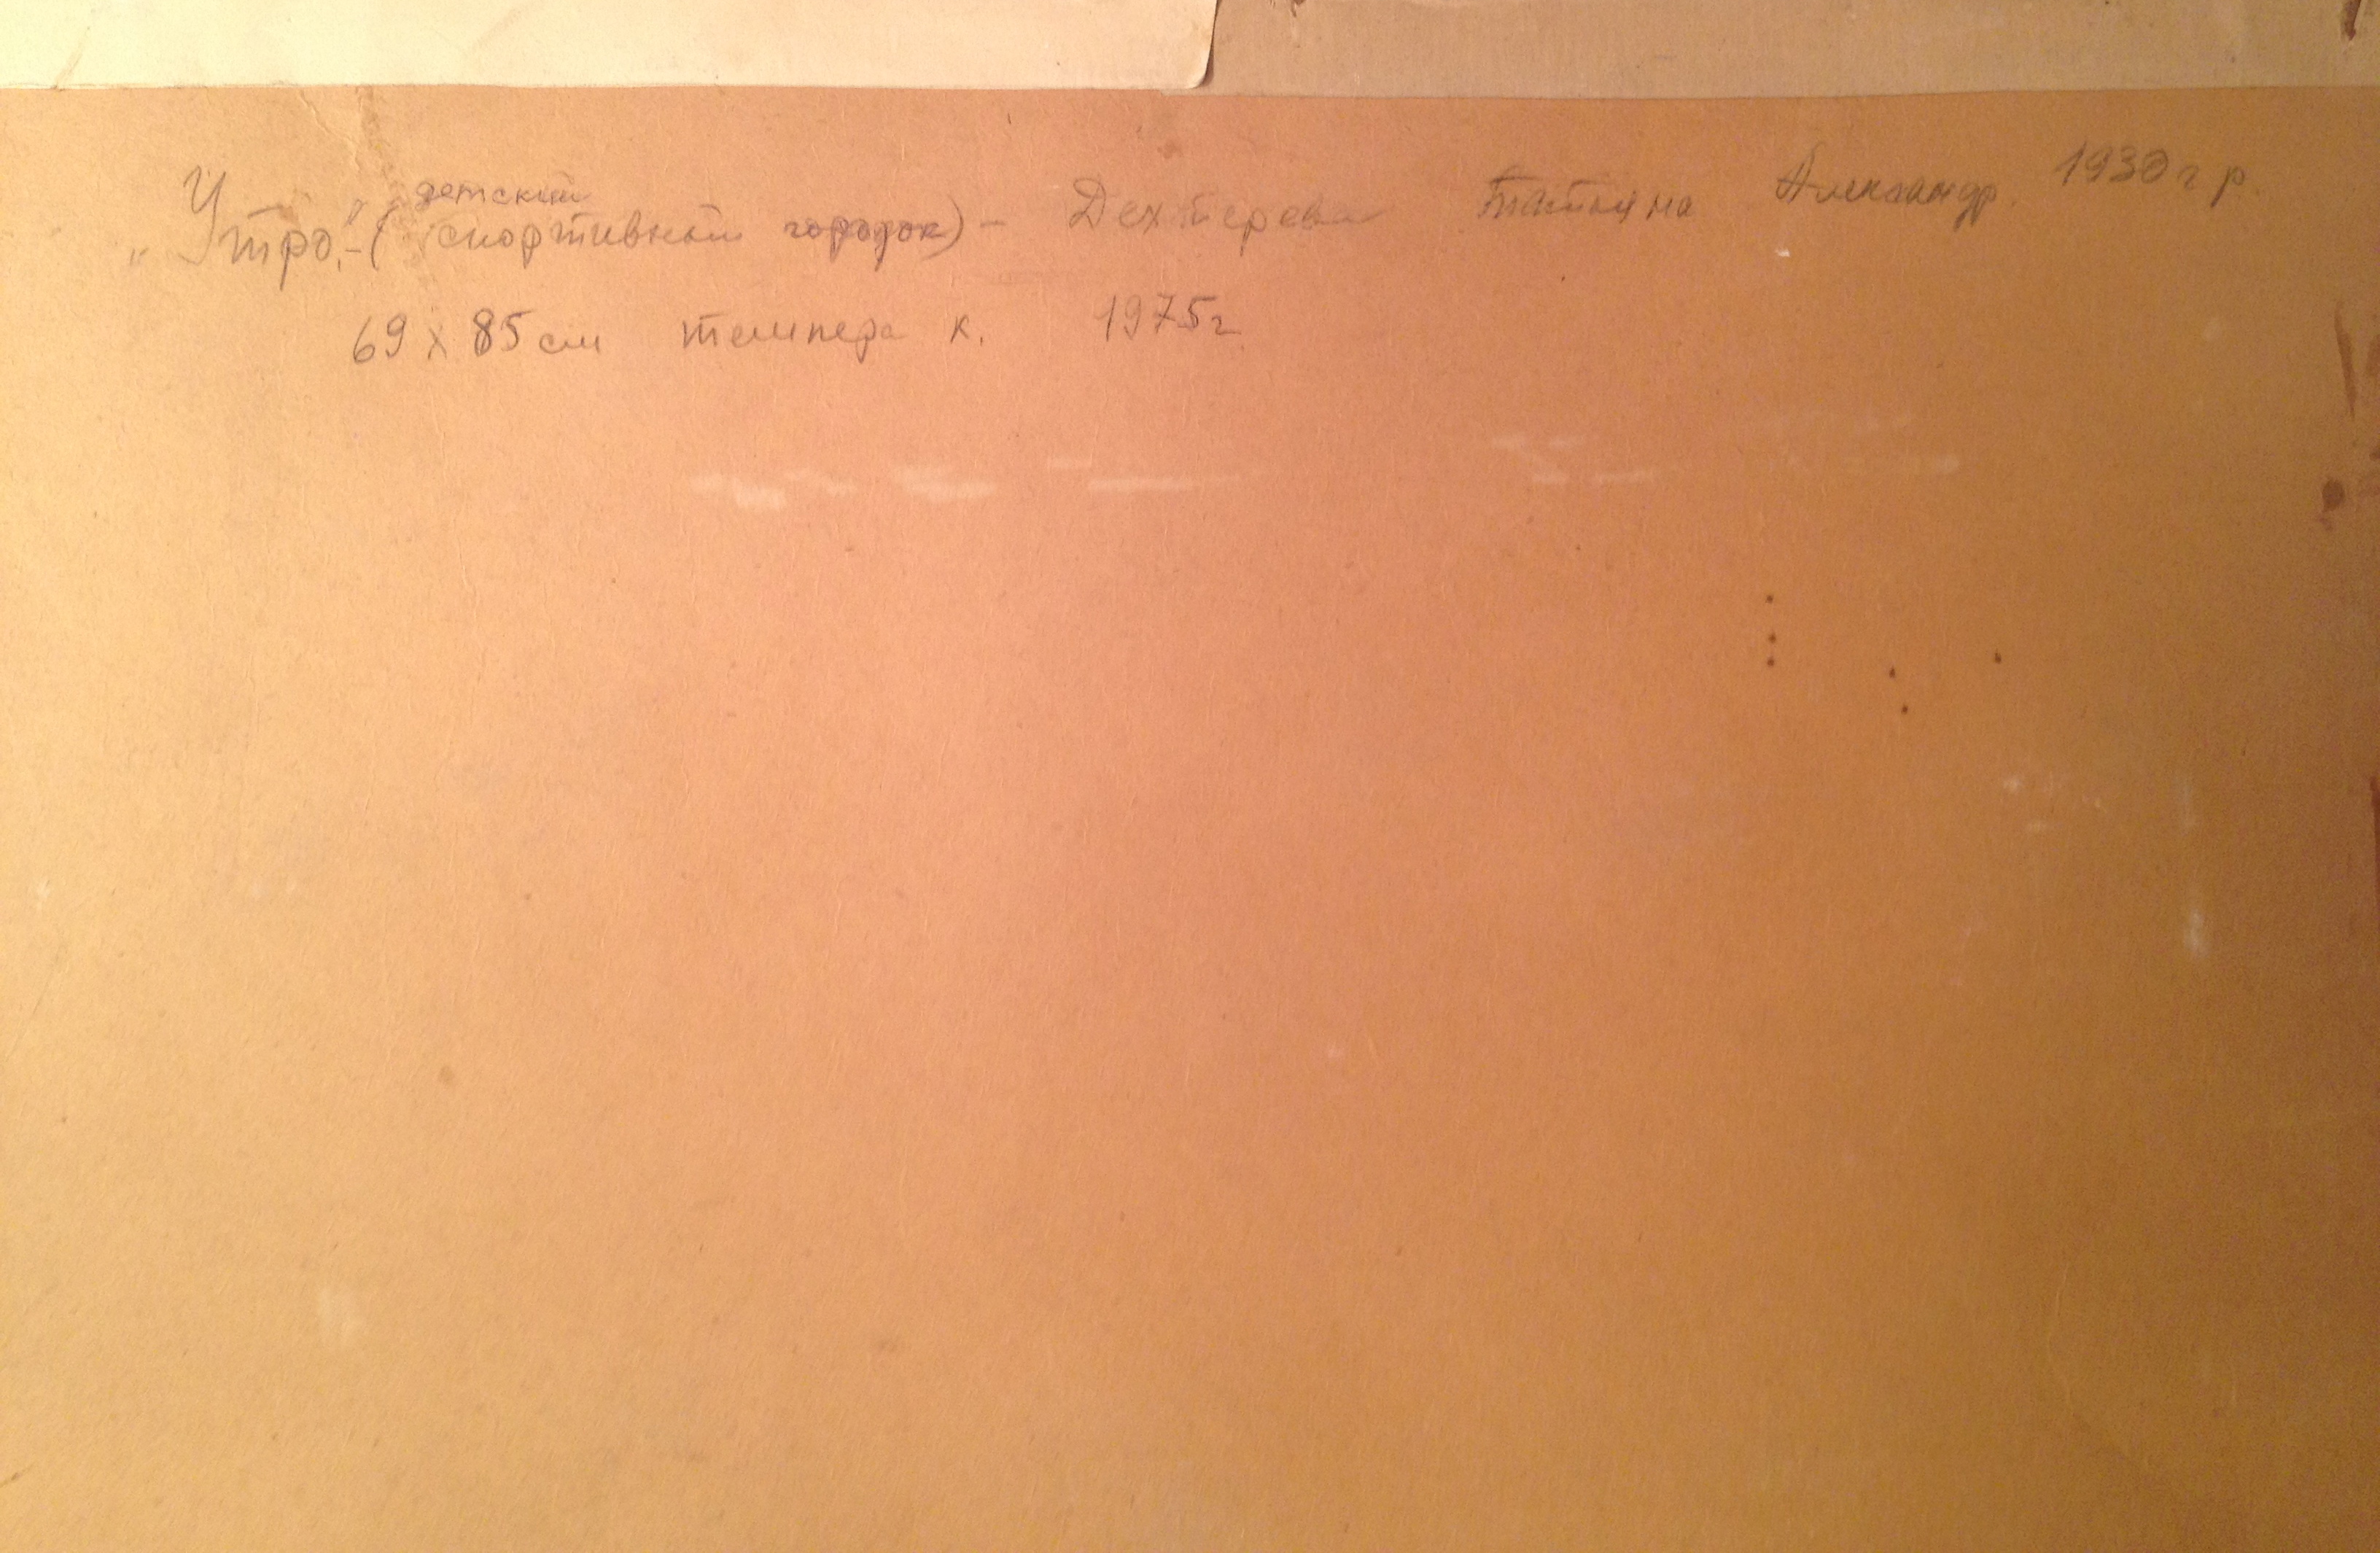 детский
„Утро."-( спортивный городок) - Дехтерева Татьяна Александр. 1930 г р.
69 х 85 см темпера к. 1975 г.